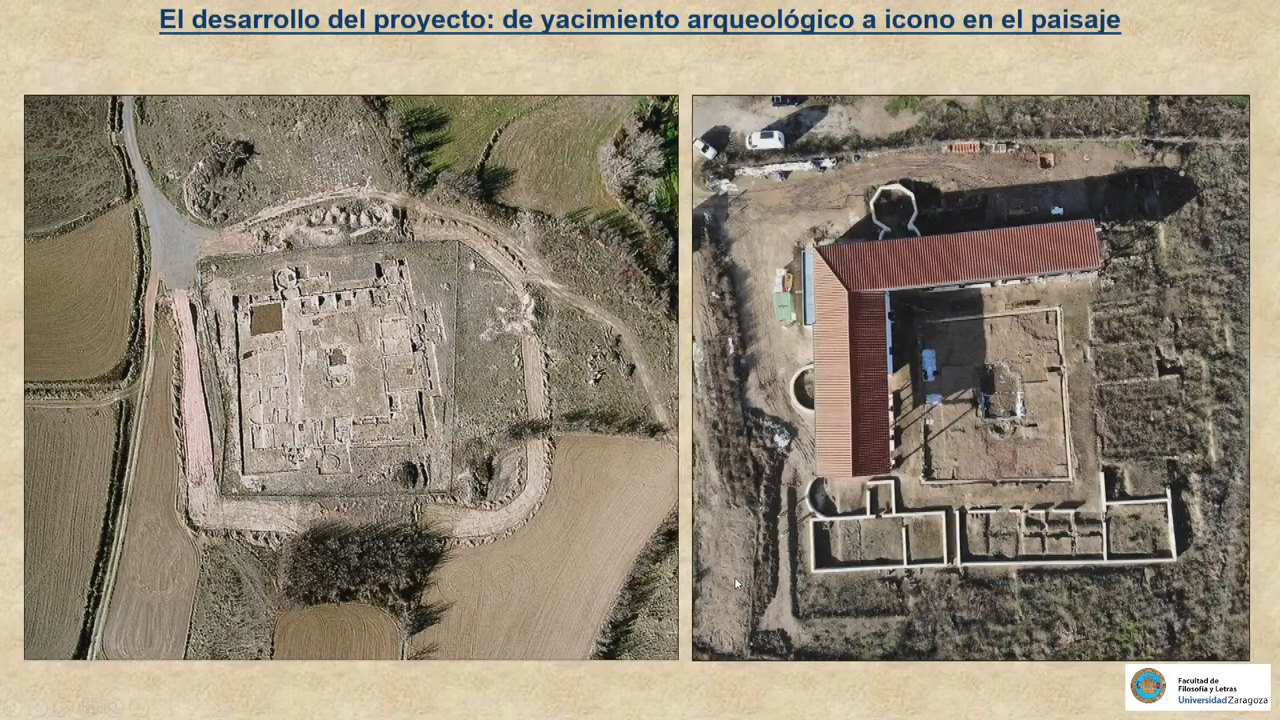 El desarrollo del proyecto: de yacimiento arqueológico a icono en el paisaje
Facultad de
Filosofía y Letras
Universidad Zaragoza